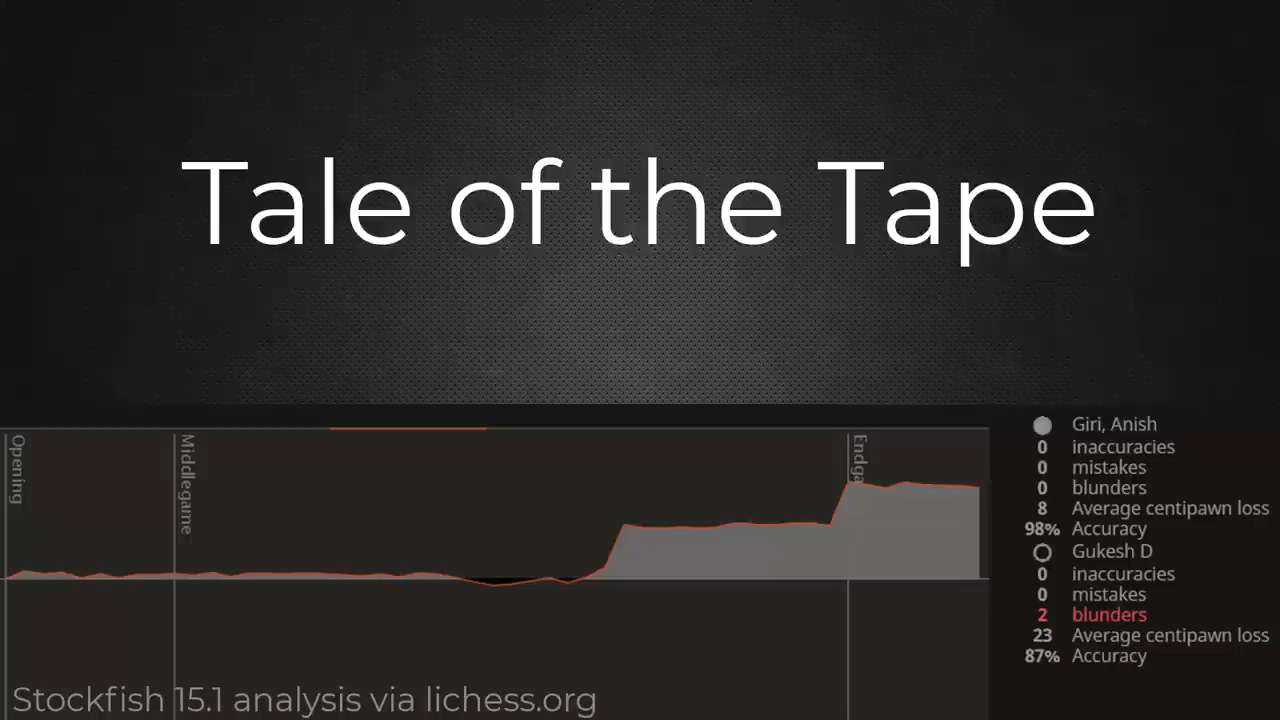 Tale of the Tape
Opening
Middlegame
Endga
Giri, Anish
0 inaccuracies
0 mistakes
0 blunders
8 Average centipawn loss
98% Accuracy
Gukesh D
0 inaccuracies
0 mistakes
2 blunders
23 Average centipawn loss
87% Accuracy
Stockfish 15.1 analysis via lichess.org